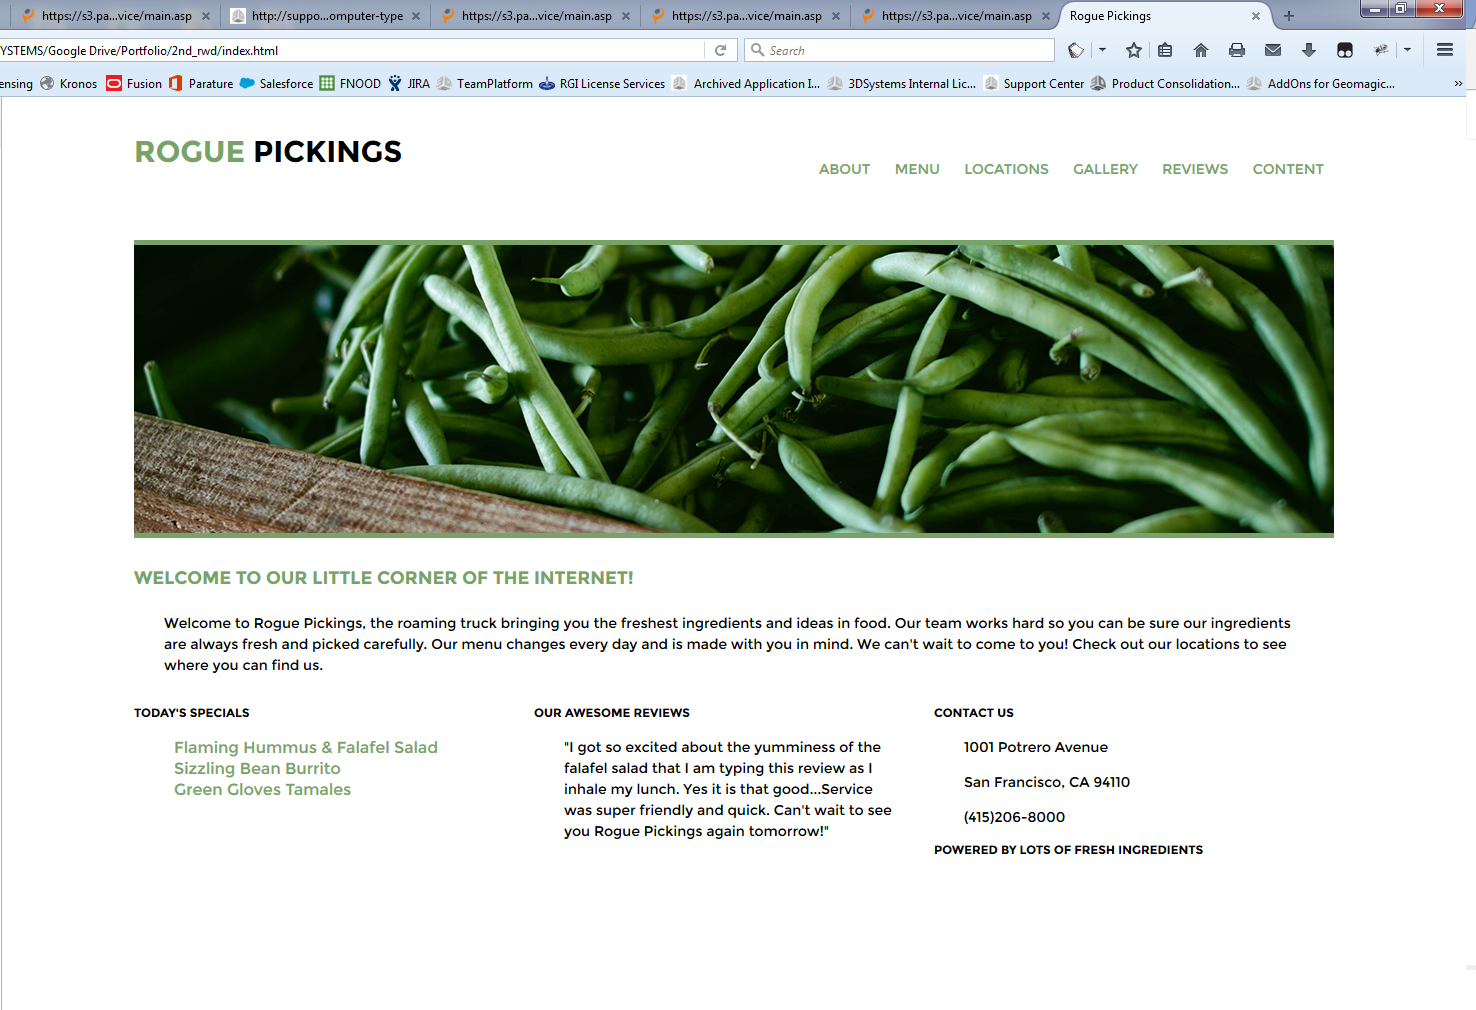 https://s3.pa...vice/main.asp
http://suppo...omputer-type
https://s3.pa...vice/main.asp
https://s3.pa...vice/main.asp
https://s3.pa...vice/main.asp
Rogue Pickings
YSTEMS/Google Drive/Portfolio/2nd_rwd/index.html
Search
ensing
Kronos
Fusion
Parature
Salesforce
FNOOD
JIRA
TeamPlatform
RGI License Services
Archived Application I...
3DSystems Internal Lic...
Support Center
Product Consolidation...
AddOns for Geomagic...
ROGUE PICKINGS
ABOUT MENU LOCATIONS GALLERY REVIEWS CONTENT
WELCOME TO OUR LITTLE CORNER OF THE INTERNET!
Welcome to Rogue Pickings, the roaming truck bringing you the freshest ingredients and ideas in food. Our team works hard so you can be sure our ingredients
are always fresh and picked carefully. Our menu changes every day and is made with you in mind. We can't wait to come to you! Check out our locations to see
where you can find us.
TODAY'S SPECIALS
Flaming Hummus & Falafel Salad
Sizzling Bean Burrito
Green Gloves Tamales
OUR AWESOME REVIEWS
"I got so excited about the yumminess of the
falafel salad that I am typing this review as I
inhale my lunch. Yes it is that good...Service
was super friendly and quick. Can't wait to see
you Rogue Pickings again tomorrow!"
CONTACT US
1001 Potrero Avenue
San Francisco, CA 94110
(415)206-8000
POWERED BY LOTS OF FRESH INGREDIENTS